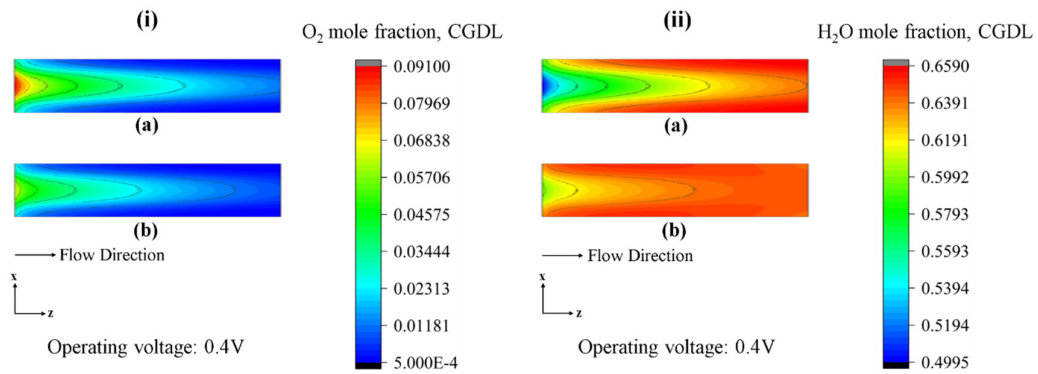 (i)
O₂ mole fraction, CGDL
0.09100
0.07969
0.06838
0.05706
0.04575
0.03444
0.02313
0.01181
5.000E-4
(a)
(b)
Flow Direction
x
z
Operating voltage: 0.4V
(ii)
H₂O mole fraction, CGDL
0.6590
0.6391
0.6191
0.5992
0.5793
0.5593
0.5394
0.5194
0.4995
(a)
(b)
Flow Direction
x
z
Operating voltage: 0.4V